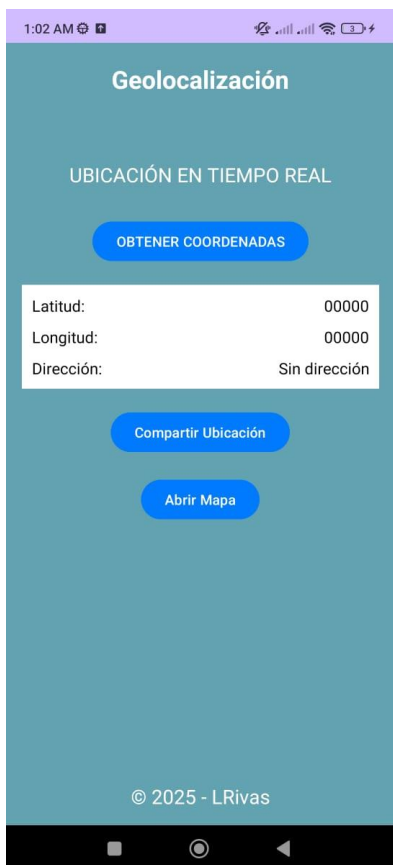 1:02 AM
3
Geolocalización
UBICACIÓN EN TIEMPO REAL
OBTENER COORDENADAS
Latitud: 00000
Longitud: 00000
Dirección: Sin dirección
Compartir Ubicación
Abrir Mapa
© 2025 - LRivas